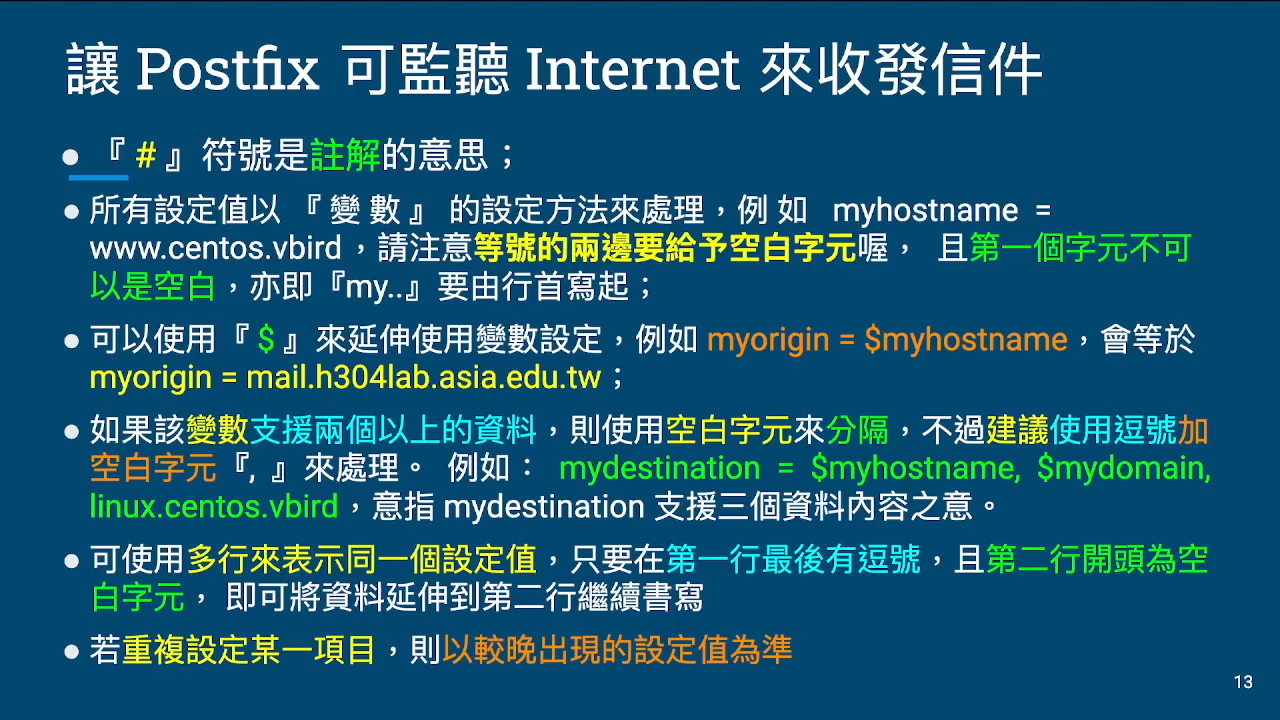 讓 Postfix 可監聽 Internet 來收發信件
● 『 # 』符號是註解的意思；
● 所有設定值以 『 變 數 』 的設定方法來處理，例 如 myhostname =
www.centos.vbird，請注意等號的兩邊要給予空白字元喔， 且第一個字元不可
以是空白，亦即『my..』要由行首寫起；
● 可以使用『 $ 』來延伸使用變數設定，例如 myorigin = $myhostname，會等於
myorigin = mail.h304lab.asia.edu.tw；
● 如果該變數支援兩個以上的資料，則使用空白字元來分隔，不過建議使用逗號加
空白字元『, 』來處理。 例如： mydestination = $myhostname, $mydomain,
linux.centos.vbird，意指 mydestination 支援三個資料內容之意。
● 可使用多行來表示同一個設定值，只要在第一行最後有逗號，且第二行開頭為空
白字元， 即可將資料延伸到第二行繼續書寫
● 若重複設定某一項目，則以較晚出現的設定值為準
13